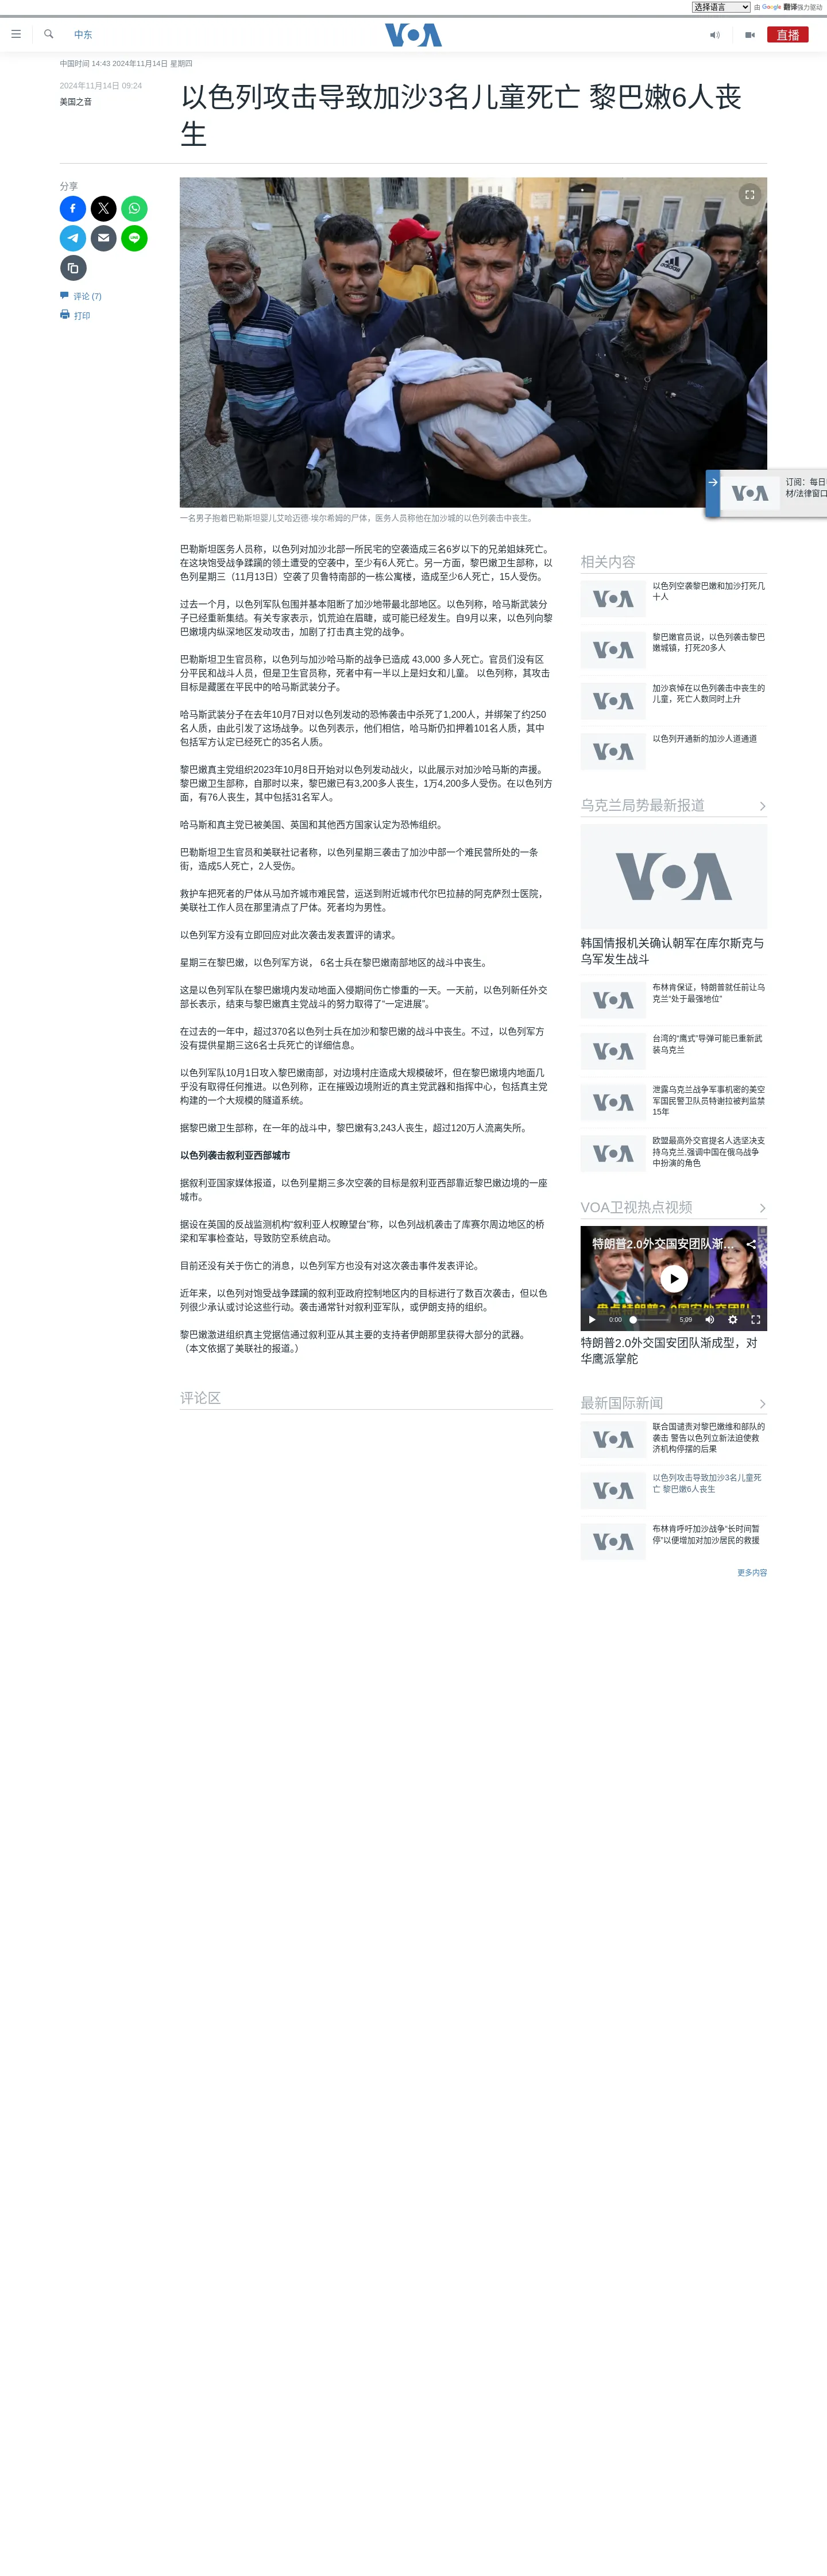 选择语言
由 Google 翻译强力驱动
中东
VOA
直播
中国时间 14:43 2024年11月14日 星期四
2024年11月14日 09:24
美国之音
以色列攻击导致加沙3名儿童死亡 黎巴嫩6人丧
生
分享
评论 (7)
打印
一名男子抱着巴勒斯坦婴儿艾哈迈德·埃尔希姆的尸体，医务人员称他在加沙城的以色列袭击中丧生。
订阅：每日
材/法律窗口
巴勒斯坦医务人员称，以色列对加沙北部一所民宅的空袭造成三名6岁以下的兄弟姐妹死亡。
在这块饱受战争蹂躏的领土遭受的空袭中，至少有6人死亡。另一方面，黎巴嫩卫生部称，以
色列星期三（11月13日）空袭了贝鲁特南部的一栋公寓楼，造成至少6人死亡，15人受伤。
过去一个月，以色列军队包围并基本阻断了加沙地带最北部地区。以色列称，哈马斯武装分
子已经重新集结。有关专家表示，饥荒迫在眉睫，或可能已经发生。自9月以来，以色列向黎
巴嫩境内纵深地区发动攻击，加剧了打击真主党的战争。
巴勒斯坦卫生官员称，以色列与加沙哈马斯的战争已造成 43,000 多人死亡。官员们没有区
分平民和战斗人员，但是卫生官员称，死者中有一半以上是妇女和儿童。 以色列称，其攻击
目标是藏匿在平民中的哈马斯武装分子。
哈马斯武装分子在去年10月7日对以色列发动的恐怖袭击中杀死了1,200人，并绑架了约250
名人质，由此引发了这场战争。以色列表示，他们相信，哈马斯仍扣押着101名人质，其中
包括军方认定已经死亡的35名人质。
黎巴嫩真主党组织2023年10月8日开始对以色列发动战火，以此展示对加沙哈马斯的声援。
黎巴嫩卫生部称，自那时以来，黎巴嫩已有3,200多人丧生，1万4,200多人受伤。在以色列方
面，有76人丧生，其中包括31名军人。
哈马斯和真主党已被美国、英国和其他西方国家认定为恐怖组织。
巴勒斯坦卫生官员和美联社记者称，以色列星期三袭击了加沙中部一个难民营所处的一条
街，造成5人死亡，2人受伤。
救护车把死者的尸体从马加齐城市难民营，运送到附近城市代尔巴拉赫的阿克萨烈士医院，
美联社工作人员在那里清点了尸体。死者均为男性。
以色列军方没有立即回应对此次袭击发表置评的请求。
星期三在黎巴嫩，以色列军方说， 6名士兵在黎巴嫩南部地区的战斗中丧生。
这是以色列军队在黎巴嫩境内发动地面入侵期间伤亡惨重的一天。一天前，以色列新任外交
部长表示，结束与黎巴嫩真主党战斗的努力取得了“一定进展”。
在过去的一年中，超过370名以色列士兵在加沙和黎巴嫩的战斗中丧生。不过，以色列军方
没有提供星期三这6名士兵死亡的详细信息。
以色列军队10月1日攻入黎巴嫩南部，对边境村庄造成大规模破坏，但在黎巴嫩境内地面几
乎没有取得任何推进。以色列称，正在摧毁边境附近的真主党武器和指挥中心，包括真主党
构建的一个大规模的隧道系统。
据黎巴嫩卫生部称，在一年的战斗中，黎巴嫩有3,243人丧生，超过120万人流离失所。
以色列袭击叙利亚西部城市
据叙利亚国家媒体报道，以色列星期三多次空袭的目标是叙利亚西部靠近黎巴嫩边境的一座
城市。
据设在英国的反战监测机构“叙利亚人权瞭望台”称，以色列战机袭击了库赛尔周边地区的桥
梁和军事检查站，导致防空系统启动。
目前还没有关于伤亡的消息，以色列军方也没有对这次袭击事件发表评论。
近年来，以色列对饱受战争蹂躏的叙利亚政府控制地区内的目标进行了数百次袭击，但以色
列很少承认或讨论这些行动。袭击通常针对叙利亚军队，或伊朗支持的组织。
黎巴嫩激进组织真主党据信通过叙利亚从其主要的支持者伊朗那里获得大部分的武器。
（本文依据了美联社的报道。）
评论区
相关内容
以色列空袭黎巴嫩和加沙打死几
十人
黎巴嫩官员说，以色列袭击黎巴
嫩城镇，打死20多人
加沙哀悼在以色列袭击中丧生的
儿童，死亡人数同时上升
以色列开通新的加沙人道通道
乌克兰局势最新报道
VOA
韩国情报机关确认朝军在库尔斯克与
乌军发生战斗
布林肯保证，特朗普就任前让乌
克兰“处于最强地位”
台湾的“鹰式”导弹可能已重新武
装乌克兰
泄露乌克兰战争军事机密的美空
军国民警卫队员特谢拉被判监禁
15年
欧盟最高外交官提名人选坚决支
持乌克兰,强调中国在俄乌战争
中扮演的角色
VOA卫视热点视频
特朗普2.0外交国安团队渐...
盘点特朗普2.0国安外交团队
0:00
5:09
特朗普2.0外交国安团队渐成型，对
华鹰派掌舵
最新国际新闻
联合国谴责对黎巴嫩维和部队的
袭击 警告以色列立新法迫使救
济机构停摆的后果
以色列攻击导致加沙3名儿童死
亡 黎巴嫩6人丧生
布林肯呼吁加沙战争“长时间暂
停”以便增加对加沙居民的救援
更多内容